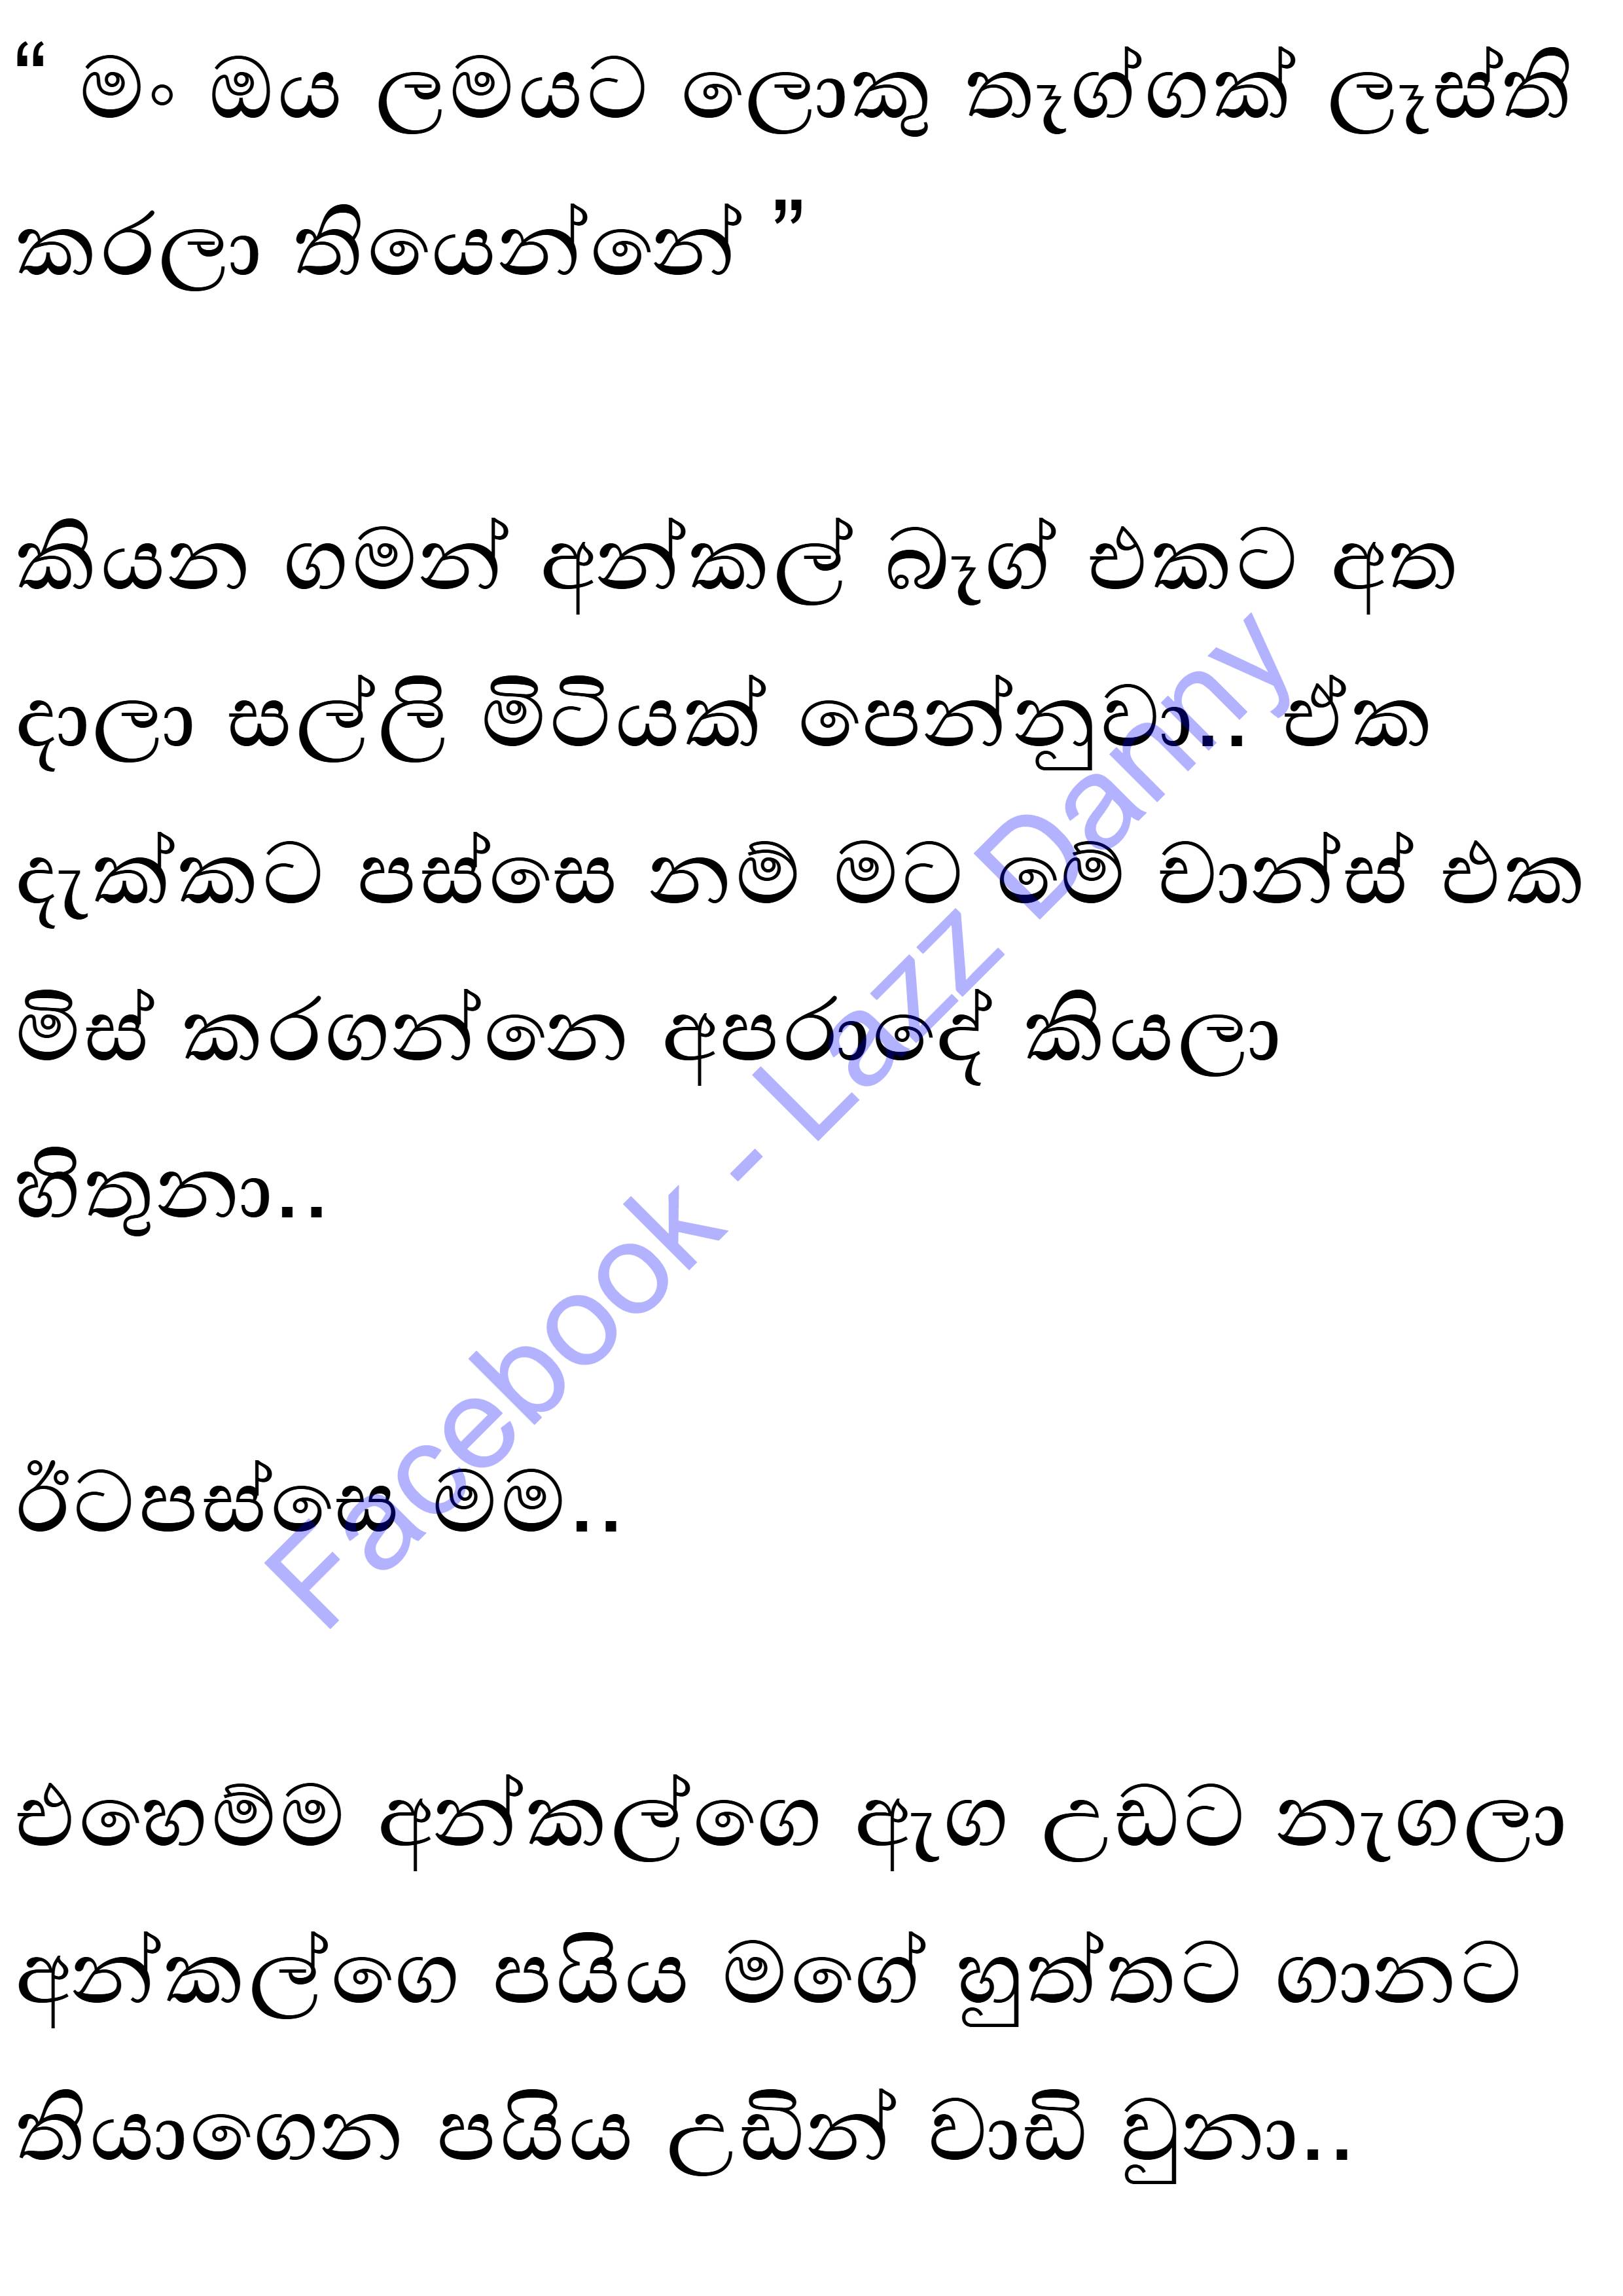 “ මං ඔය ලමයට ලොකු තෑග්ගක් ලෑස්ති
කරලා තියෙන්නේ ”
කියන ගමන් අන්කල් බෑග් එකට අත
දාලා සල්ලි මිටියක් පෙන්නුවා.. ඒක
දැක්කට පස්සෙ නම් මට මේ චාන්ස් එක
මිස් කරගන්නෙ අපරාදේ කියලා
හිතුනා..
ඊටපස්සෙ මම..
එහෙම්ම අන්කල්ගෙ ඇග උඩට නැගලා
අන්කල්ගෙ පයිය මගේ හුත්තට ගානට
තියාගෙන පයිය උඩින් වාඩි වුනා..
Facebook - Lazz Danny